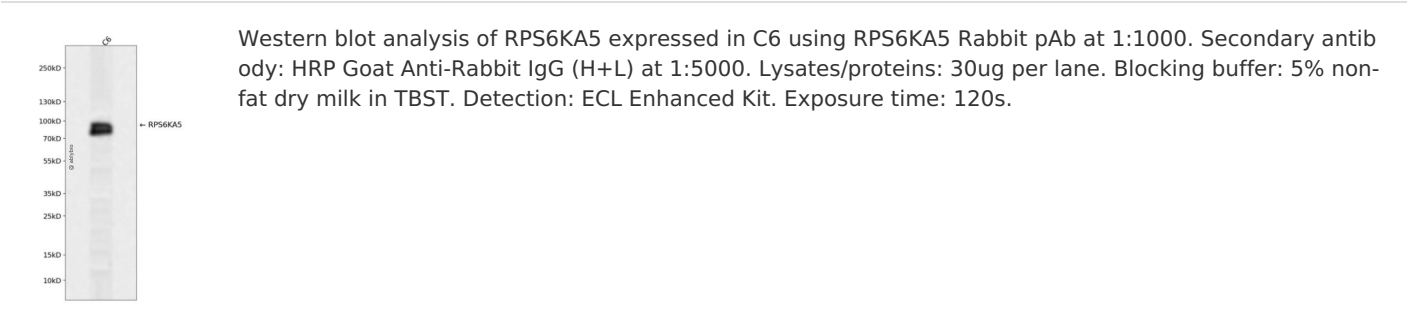 C6
250kD
130kD
100kD
← RPS6KA5
70kD
55kD
35kD
25kD
15kD
10kD
Western blot analysis of RPS6KA5 expressed in C6 using RPS6KA5 Rabbit pAb at 1:1000. Secondary antib
ody: HRP Goat Anti-Rabbit IgG (H+L) at 1:5000. Lysates/proteins: 30ug per lane. Blocking buffer: 5% non-
fat dry milk in TBST. Detection: ECL Enhanced Kit. Exposure time: 120s.